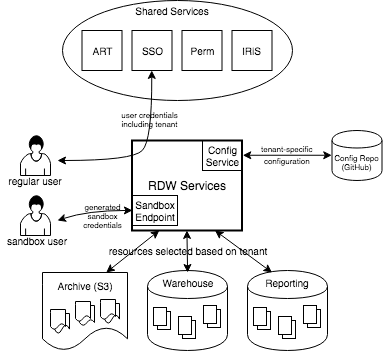 Shared Services
ART
SSO
Perm
IRiS
user credentials
including tenant
Config
Service
tenant-specific
configuration
Config Repo
(GitHub)
regular user
RDW Services
generated
sandbox
credentials
Sandbox
Endpoint
sandbox user
resources selected based on tenant
Archive (S3)
Warehouse
Reporting